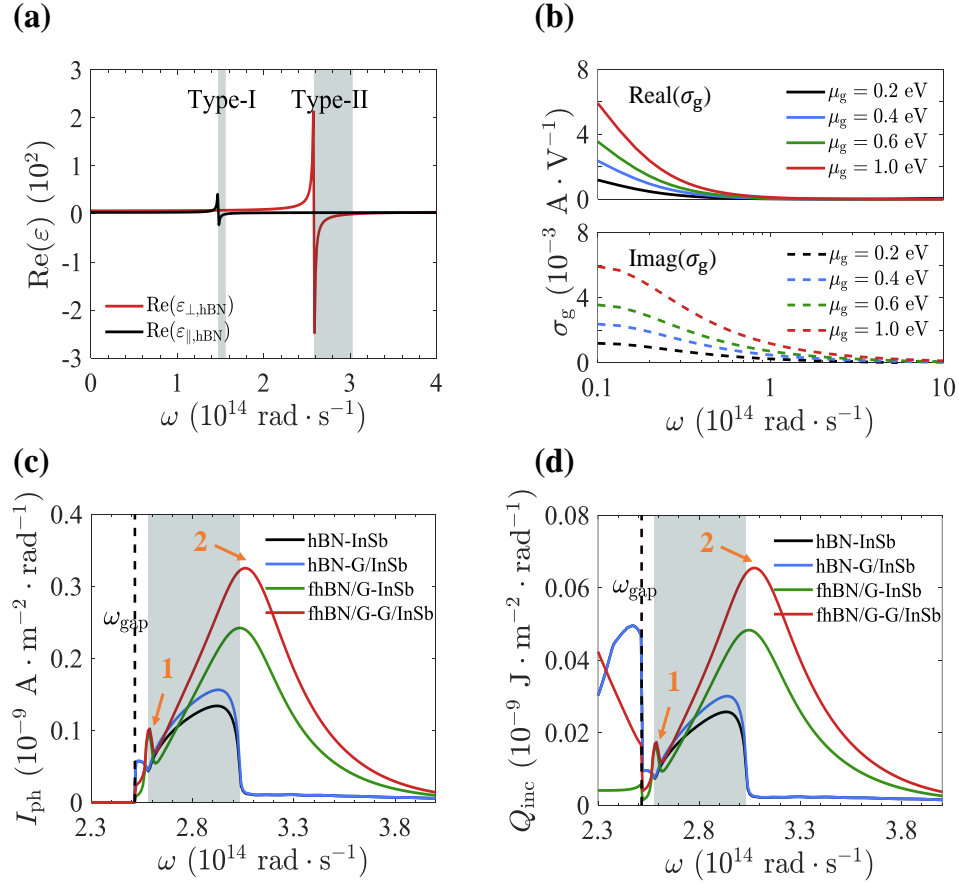 (a)
Re(ε) (10²)
3
2
1
0
-1
-2
-3
Type-I Type-II
Re(ε⊥,hBN)
Re(ε∥,hBN)
0 1 2 3 4
ω (10¹⁴ rad · s⁻¹)
(b)
σg (10⁻³ A · V⁻¹)
8
4
0
Real(σg)
μg = 0.2 eV
μg = 0.4 eV
μg = 0.6 eV
μg = 1.0 eV
8
4
0
Imag(σg)
μg = 0.2 eV
μg = 0.4 eV
μg = 0.6 eV
μg = 1.0 eV
0.1 1 10
ω (10¹⁴ rad · s⁻¹)
(c)
Iph (10⁻⁹ A · m⁻² · rad⁻¹)
0.4
0.3
0.2
0.1
0
ωgap
1
2
hBN-InSb
hBN-G/InSb
fhBN/G-InSb
fhBN/G-G/InSb
2.3 2.8 3.3 3.8
ω (10¹⁴ rad · s⁻¹)
(d)
Qinc (10⁻⁹ J · m⁻² · rad⁻¹)
0.08
0.06
0.04
0.02
0
ωgap
1
2
hBN-InSb
hBN-G/InSb
fhBN/G-InSb
fhBN/G-G/InSb
2.3 2.8 3.3 3.8
ω (10¹⁴ rad · s⁻¹)